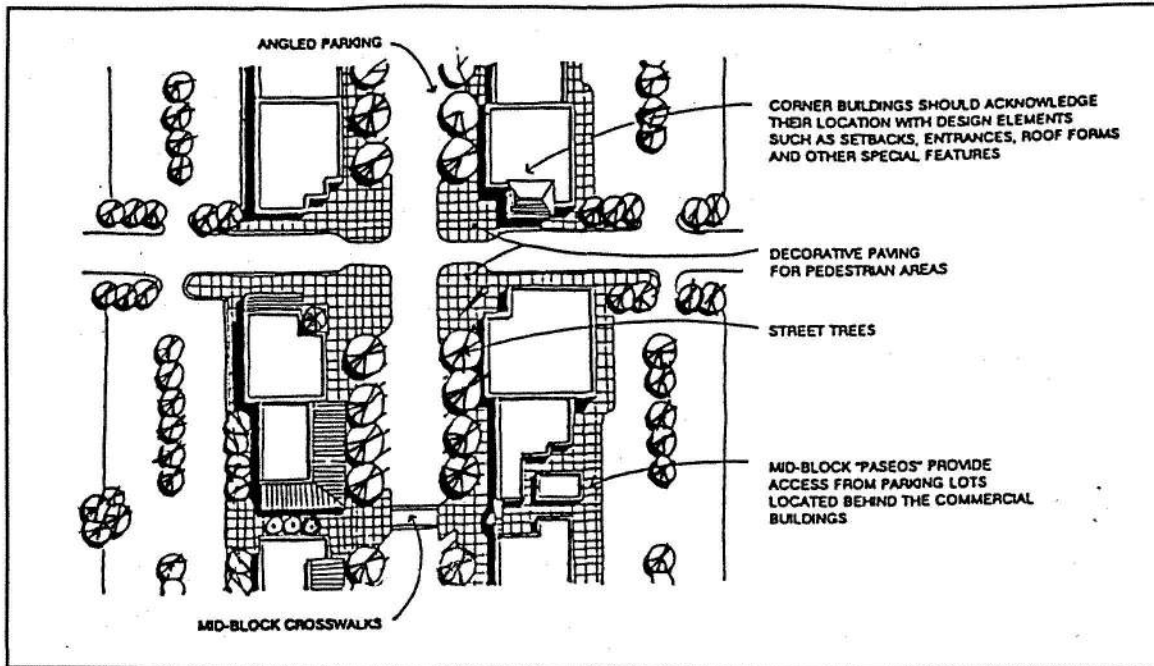 ANGLED PARKING
CORNER BUILDINGS SHOULD ACKNOWLEDGE
THEIR LOCATION WITH DESIGN ELEMENTS
SUCH AS SETBACKS, ENTRANCES, ROOF FORMS
AND OTHER SPECIAL FEATURES
DECORATIVE PAVING
FOR PEDESTRIAN AREAS
STREET TREES
MID-BLOCK "PASEOS" PROVIDE
ACCESS FROM PARKING LOTS
LOCATED BEHIND THE COMMERCIAL
BUILDINGS
MID-BLOCK CROSSWALKS